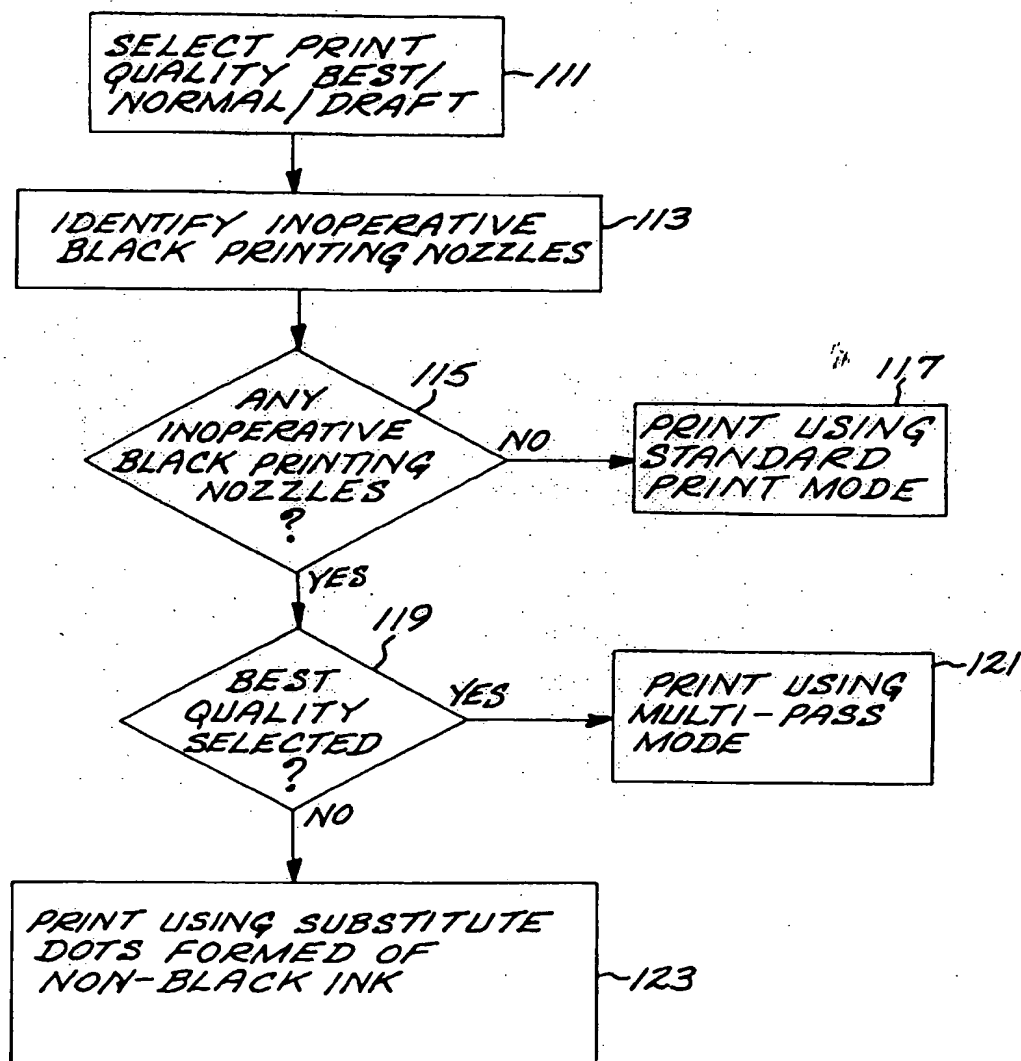 SELECT PRINT
QUALITY BEST/
NORMAL/DRAFT
111
IDENTIFY INOPERATIVE
BLACK PRINTING NOZZLES
113
115
ANY
INOPERATIVE
BLACK PRINTING
NOZZLES
?
NO
117
PRINT USING
STANDARD
PRINT MODE
YES
119
BEST
QUALITY
SELECTED
?
YES
121
PRINT USING
MULTI-PASS
MODE
NO
PRINT USING SUBSTITUTE
DOTS FORMED OF
NON-BLACK INK
123